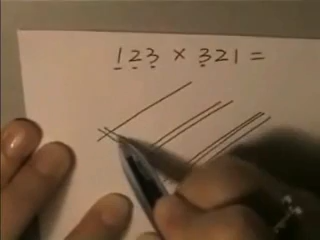 123 × 321 =